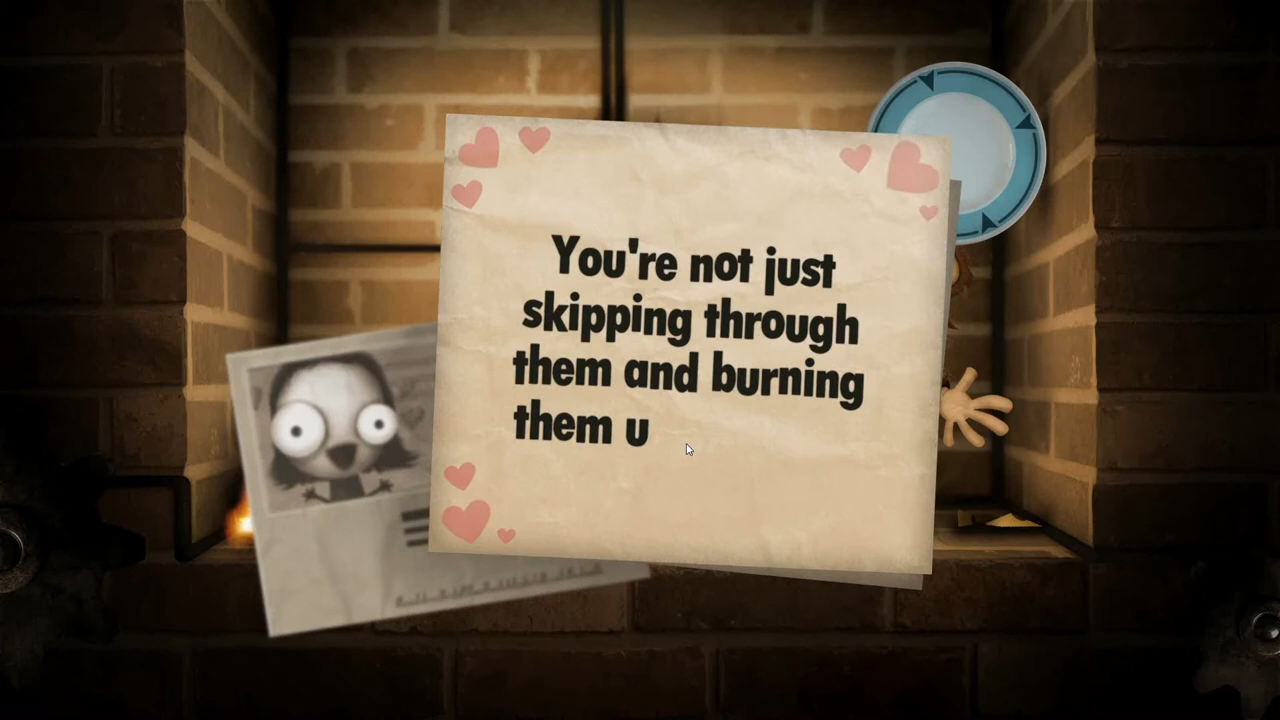 You're not just
skipping through
them and burning
them u